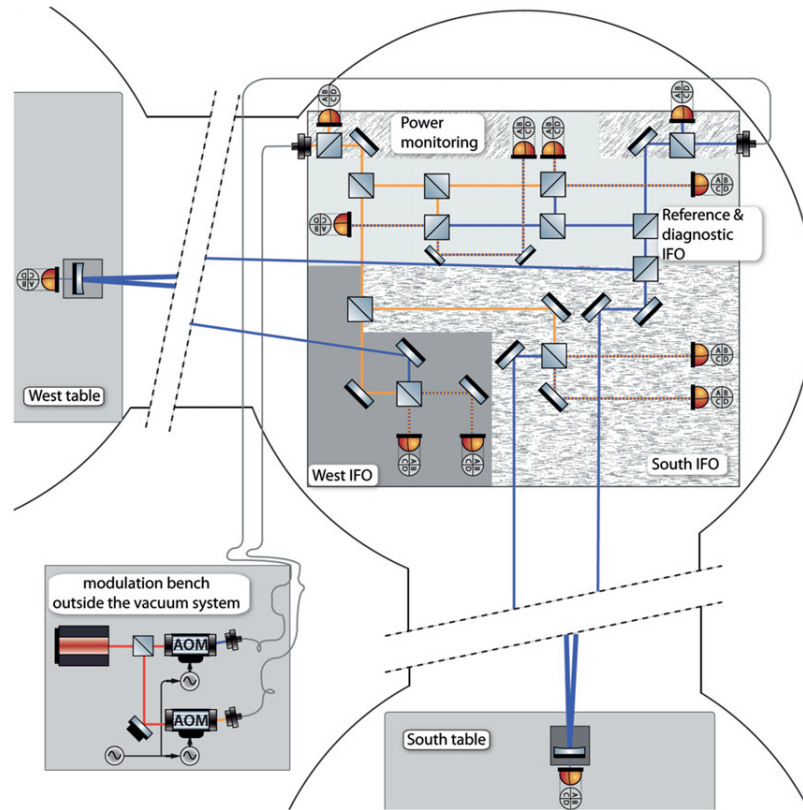 A B
C D
A B
C D
Power
monitoring
A B
C D
A B
C D
A B
C D
A B
C D
Reference &
diagnostic
IFO
A B
C D
West table
A B
C D
A B
C D
A B
C D
A B
C D
West IFO
South IFO
modulation bench
outside the vacuum system
AOM
AOM
South table
A B
C D